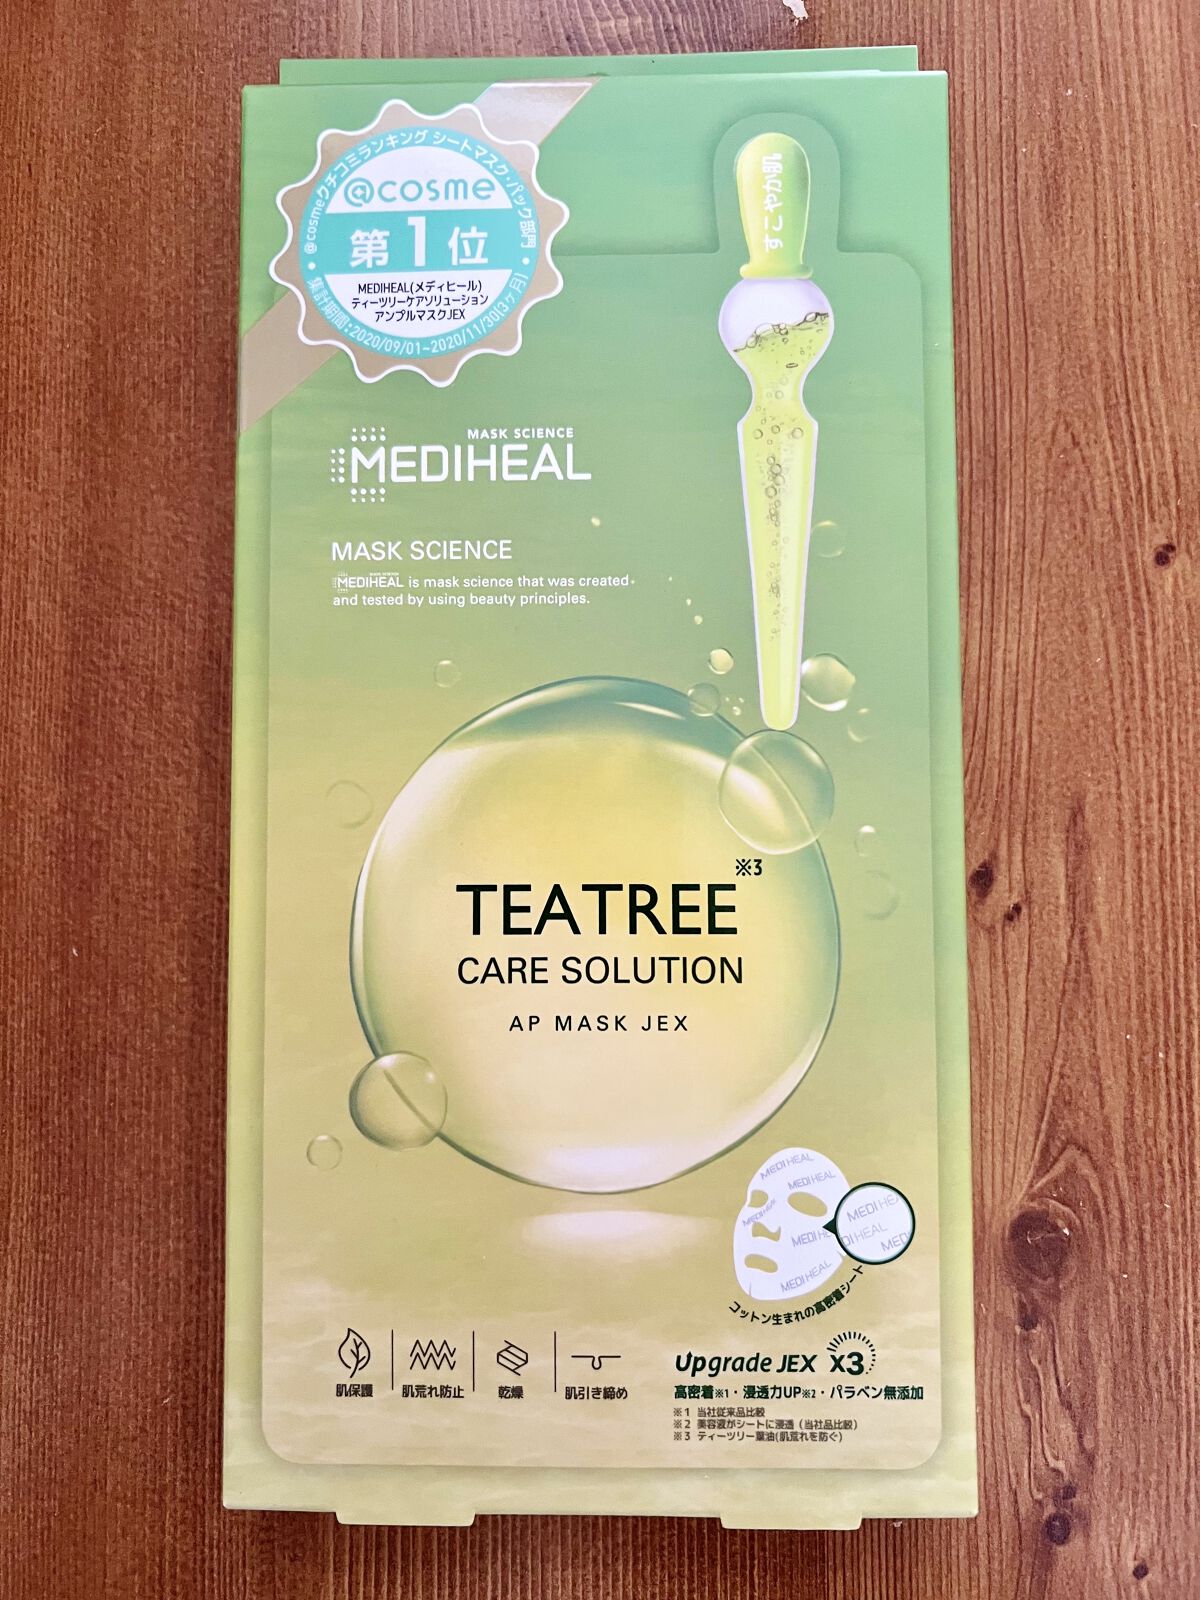 @cosmeクチコミランキング シートマスク・パック部門
@cosme
第1位
MEDIHEAL(メディヒール)
ティーツリーケアソリューション
アンプルマスクJEX
・集計期間:2020/09/01~2020/11/30(3ヶ月)・
すこやか肌
MASK SCIENCE
MEDIHEAL
MASK SCIENCE
MEDIHEAL is mask science that was created
and tested by using beauty principles.
TEATREE※3
CARE SOLUTION
AP MASK JEX
MEDIHEAL
MEDIHEAL
MEDIHEAL
MEDIHE
MEDIHEAL
MEDIHE
DIHEAL
MEDI
コットン生まれの高密着シート
肌保護
肌荒れ防止
乾燥
肌引き締め
Upgrade JEX x3
高密着※1・浸透力UP※2・パラベン無添加
※1 当社従来品比較
※2 美容液がシートに浸透(当社品比較)
※3 ティーツリー葉油(肌荒れを防ぐ)